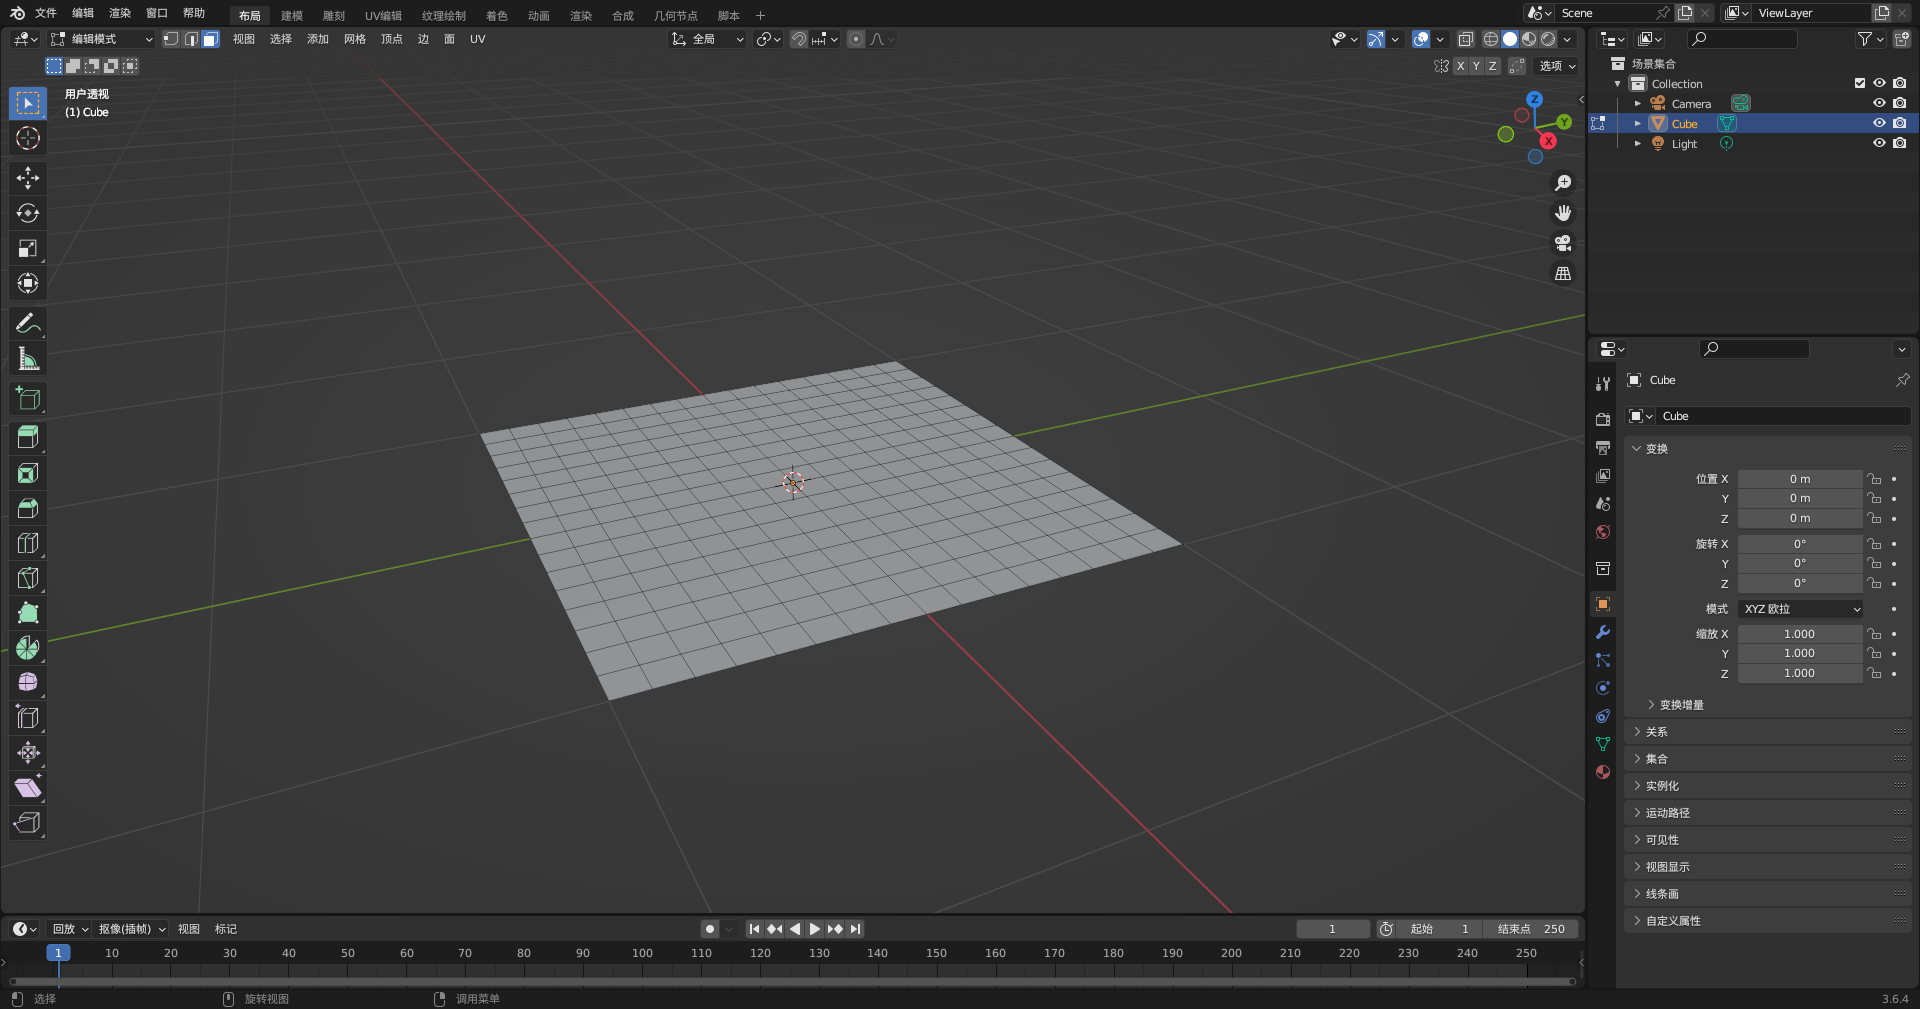 文件 编辑 渲染 窗口 帮助 布局 建模 雕刻 UV编辑 纹理绘制 着色 动画 渲染 合成 几何节点 脚本 + Scene ViewLayer
编辑模式 视图 选择 添加 网格 顶点 边 面 UV 全局
X Y Z 选项
用户透视
(1) Cube
Z
Y
X
场景集合
Collection
Camera
Cube
Light
Cube
Cube
变换
位置 X 0 m
Y 0 m
Z 0 m
旋转 X 0°
Y 0°
Z 0°
模式 XYZ 欧拉
缩放 X 1.000
Y 1.000
Z 1.000
变换增量
关系
集合
实例化
运动路径
可见性
视图显示
线条画
自定义属性
回放 抠像(插帧) 视图 标记 1 起始 1 结束点 250
1 10 20 30 40 50 60 70 80 90 100 110 120 130 140 150 160 170 180 190 200 210 220 230 240 250
选择 旋转视图 调用菜单 3.6.4